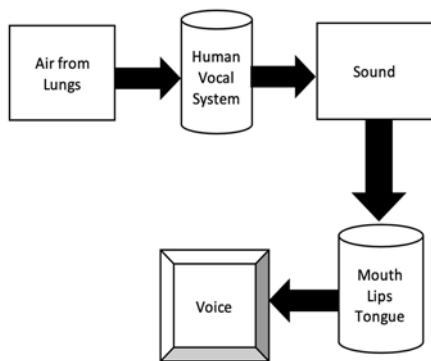 Air from
Lungs
Human
Vocal
System
Sound
Mouth
Lips
Tongue
Voice